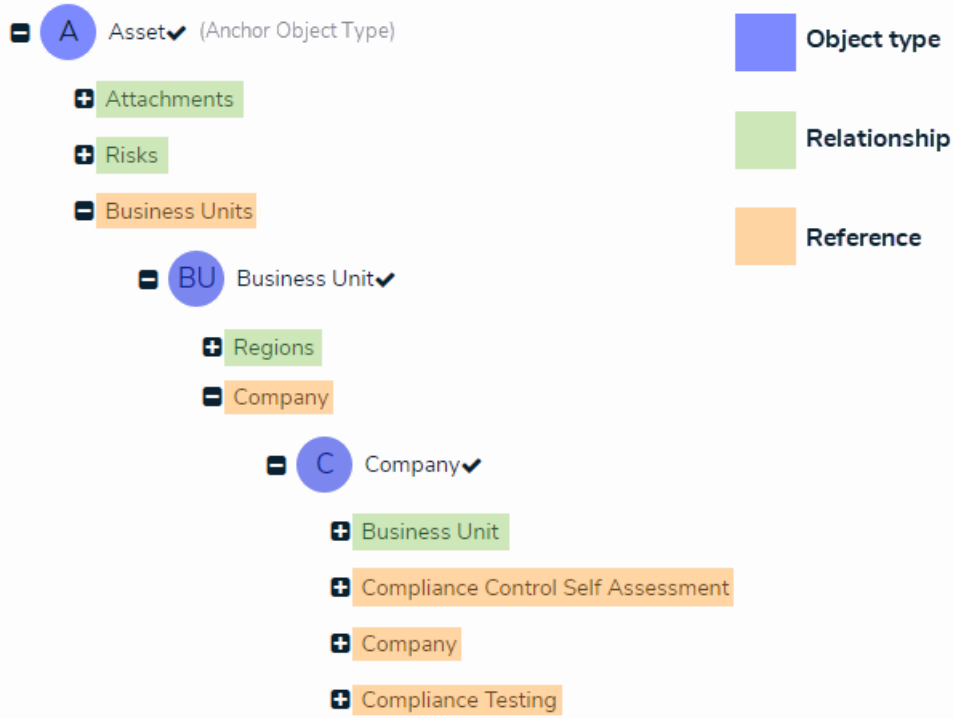 A Asset✔ (Anchor Object Type)
Object type
Attachments
Relationship
Risks
Business Units
Reference
BU Business Unit✔
Regions
Company
C Company✔
Business Unit
Compliance Control Self Assessment
Company
Compliance Testing